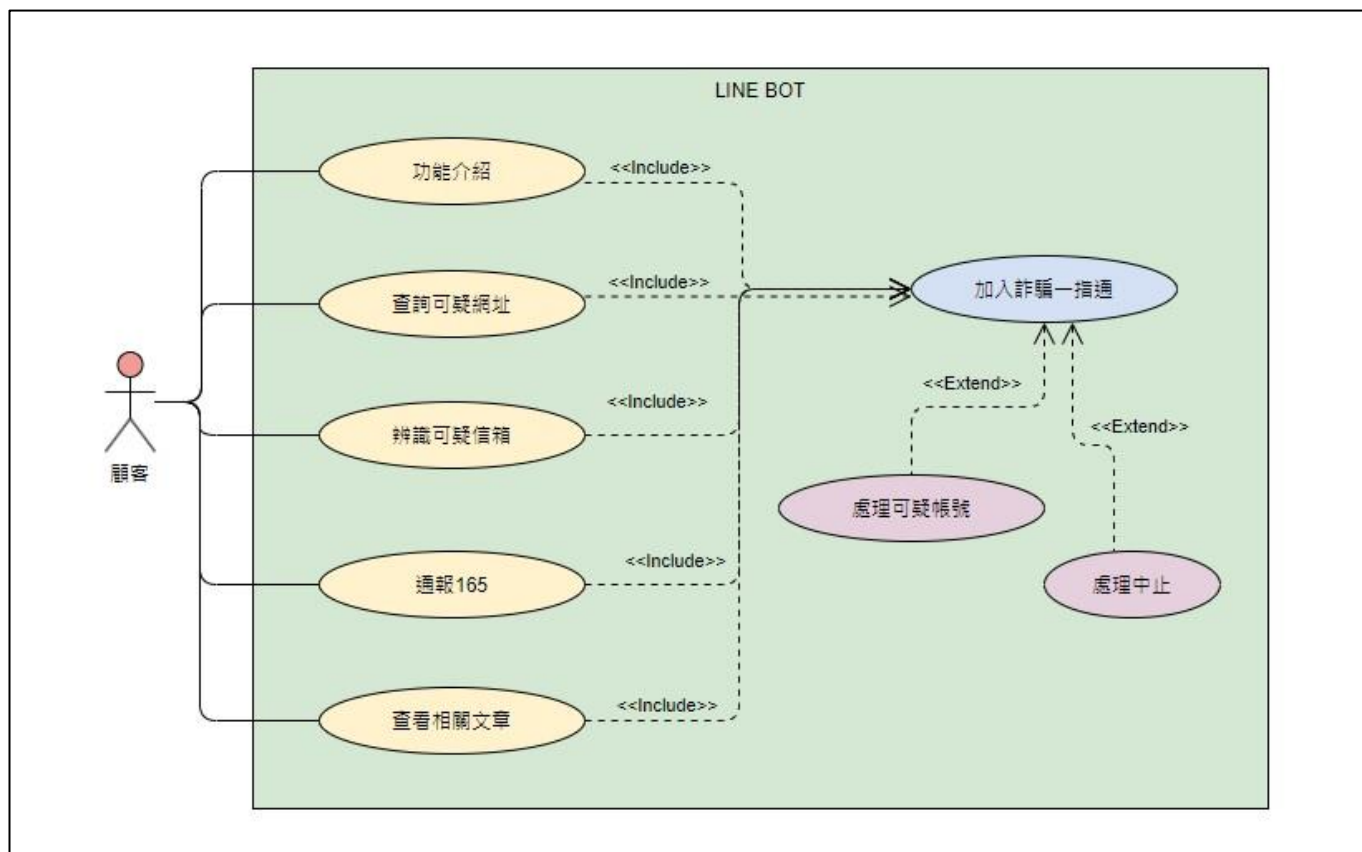 LINE BOT
功能介紹
<<Include>>
查詢可疑網址
<<Include>>
加入詐騙一指通
辨識可疑信箱
<<Include>>
<<Extend>>
<<Extend>>
顧客
處理可疑帳號
通報165
<<Include>>
處理中止
查看相關文章
<<Include>>